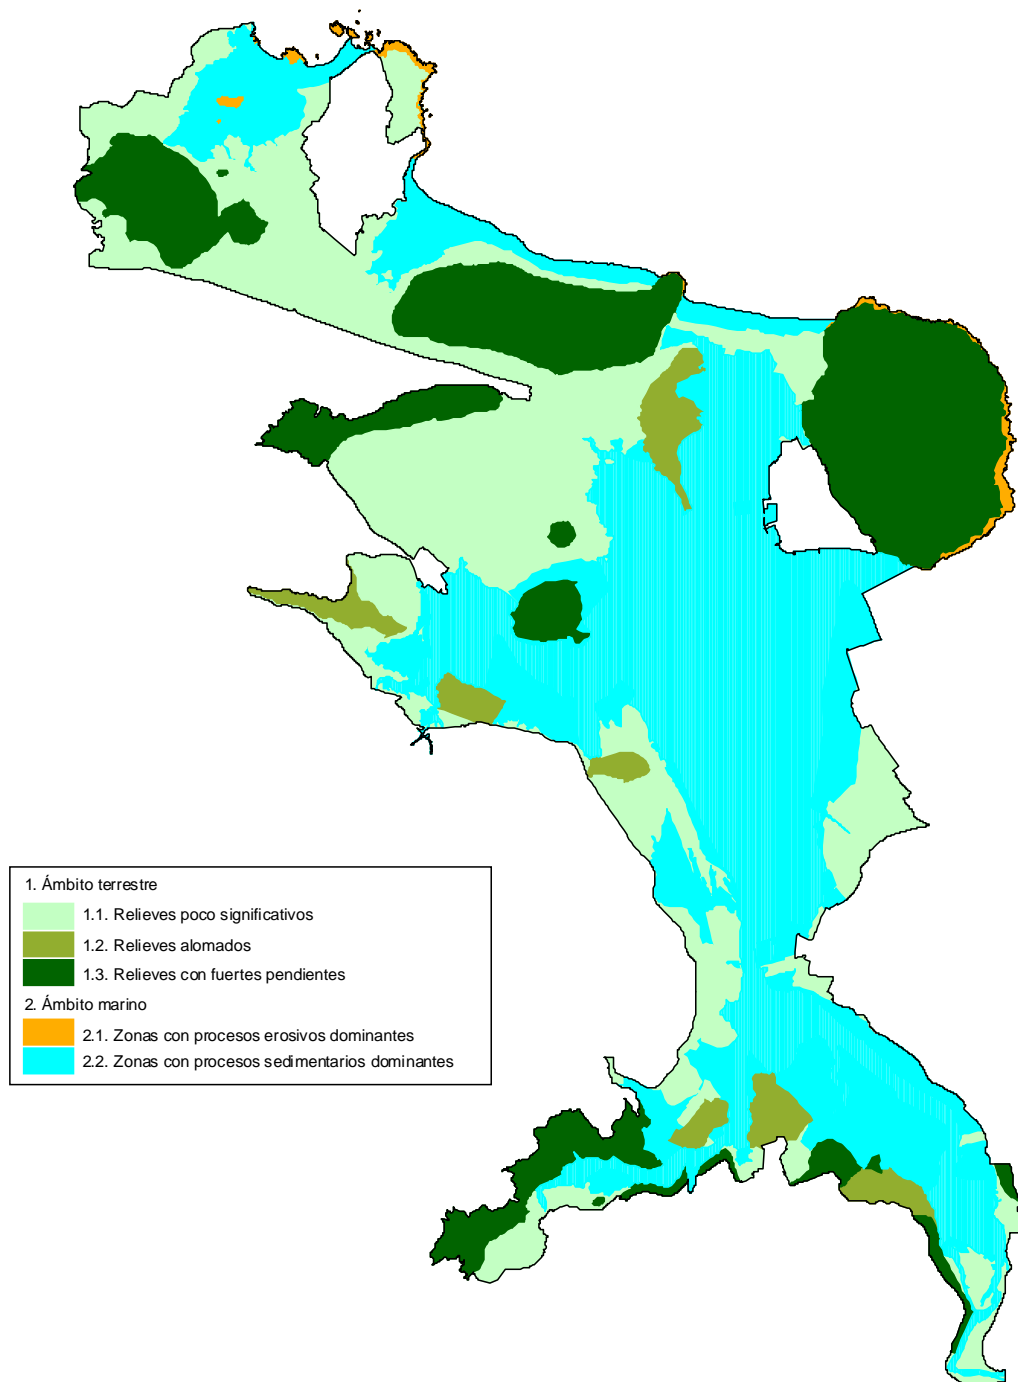 1. Ámbito terrestre
1.1. Relieves poco significativos
1.2. Relieves alomados
1.3. Relieves con fuertes pendientes
2. Ámbito marino
2.1. Zonas con procesos erosivos dominantes
2.2. Zonas con procesos sedimentarios dominantes